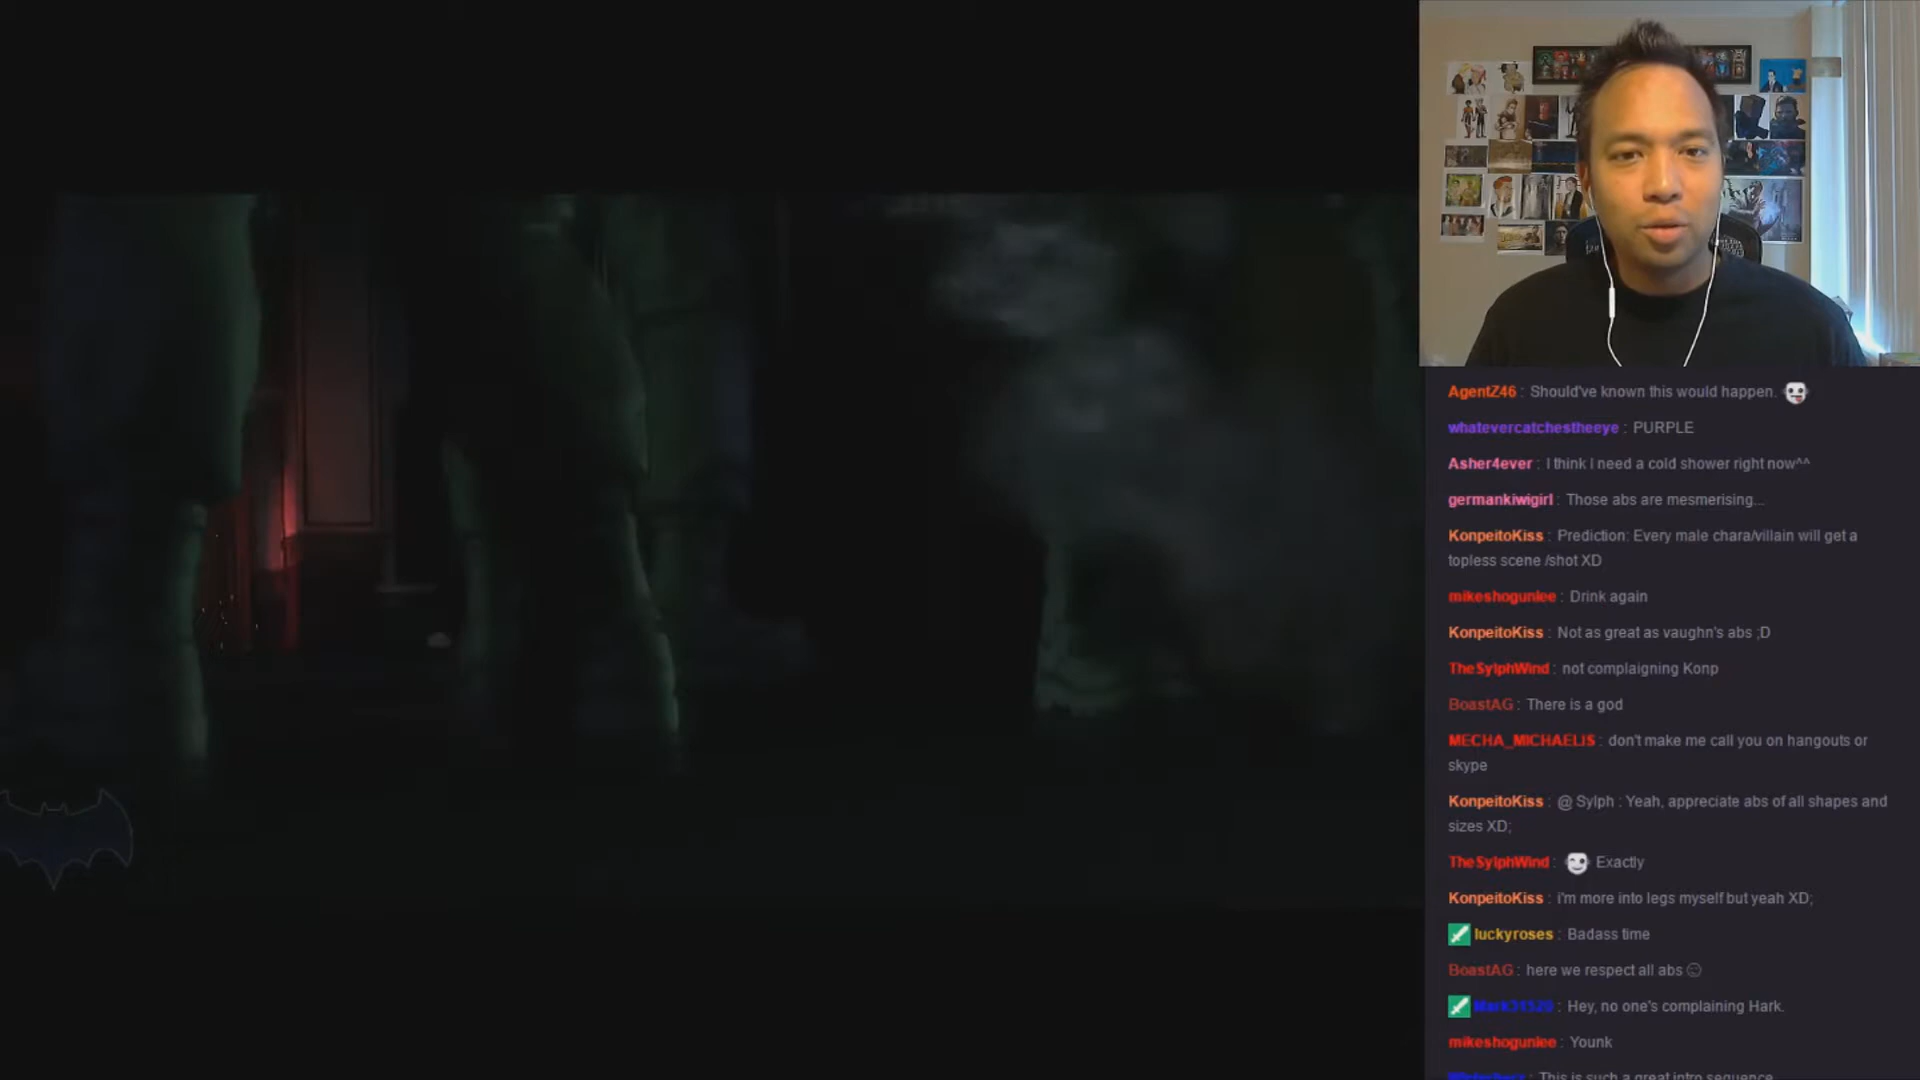 AgentZ46 : Should've known this would happen.
whatevercatchestheeye : PURPLE
Asher4ever : I think I need a cold shower right now^^
germankiwigirl : Those abs are mesmerising...
KonpeitoKiss : Prediction: Every male chara/villain will get a
topless scene /shot XD
mikeshogunlee : Drink again
KonpeitoKiss : Not as great as vaughn's abs ;D
TheSylphWind : not complaigning Konp
BoastAG : There is a god
MECHA_MICHAELIS : don't make me call you on hangouts or
skype
KonpeitoKiss : @ Sylph : Yeah, appreciate abs of all shapes and
sizes XD;
TheSylphWind : Exactly
KonpeitoKiss : i'm more into legs myself but yeah XD;
luckyroses : Badass time
BoastAG : here we respect all abs
: Hey, no one's complaining Hark.
mikeshogunlee : Younk
: This is such a great intro sequence